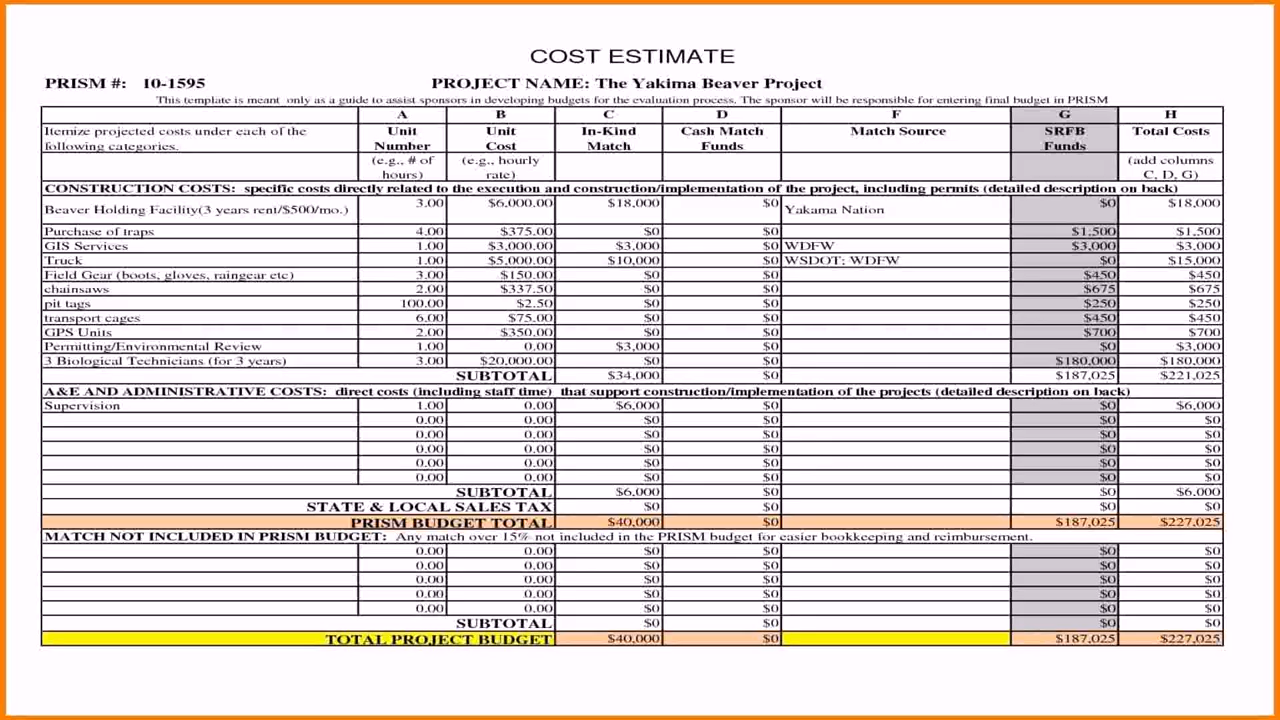 COST ESTIMATE
PRISM #: 10-1595 PROJECT NAME: The Yakima Beaver Project
This template is meant only as a guide to assist sponsors in developing budgets for the evaluation process. The sponsor will be responsible for entering final budget in PRISM
A B C D F G H
Itemize projected costs under each of the Unit Unit In-Kind Cash Match Match Source SRFB Total Costs
following categories. Number Cost Match Funds Funds
(e.g., # of (e.g., hourly (add columns
hours) rate) C, D, G)
CONSTRUCTION COSTS: specific costs directly related to the execution and construction/implementation of the project, including permits (detailed description on back)
Beaver Holding Facility(3 years rent/$500/mo.) 3.00 $6,000.00 $18,000 $0 Yakama Nation $0 $18,000
Purchase of traps 4.00 $375.00 $0 $0 $1,500 $1,500
GIS Services 1.00 $3,000.00 $3,000 $0 WDFW $3,000 $3,000
Truck 1.00 $5,000.00 $10,000 $0 WSDOT; WDFW $0 $15,000
Field Gear (boots, gloves, raingear etc) 3.00 $150.00 $0 $0 $450 $450
chainsaws 2.00 $337.50 $0 $0 $675 $675
pit tags 100.00 $2.50 $0 $0 $250 $250
transport cages 6.00 $75.00 $0 $0 $450 $450
GPS Units 2.00 $350.00 $0 $0 $700 $700
Permitting/Environmental Review 1.00 0.00 $3,000 $0 $0 $3,000
3 Biological Technicians (for 3 years) 3.00 $20,000.00 $0 $0 $180,000 $180,000
SUBTOTAL $34,000 $0 $187,025 $221,025
A&E AND ADMINISTRATIVE COSTS: direct costs (including staff time) that support construction/implementation of the projects (detailed description on back)
Supervision 1.00 0.00 $6,000 $0 $0 $6,000
0.00 0.00 $0 $0 $0 $0
0.00 0.00 $0 $0 $0 $0
0.00 0.00 $0 $0 $0 $0
0.00 0.00 $0 $0 $0 $0
0.00 0.00 $0 $0 $0 $0
SUBTOTAL $6,000 $0 $0 $6,000
STATE & LOCAL SALES TAX $0 $0 $0 $0
PRISM BUDGET TOTAL $40,000 $0 $187,025 $227,025
MATCH NOT INCLUDED IN PRISM BUDGET: Any match over 15% not included in the PRISM budget for easier bookkeeping and reimbursement.
0.00 0.00 $0 $0 $0 $0
0.00 0.00 $0 $0 $0 $0
0.00 0.00 $0 $0 $0 $0
0.00 0.00 $0 $0 $0 $0
0.00 0.00 $0 $0 $0 $0
SUBTOTAL $0 $0 $0 $0
TOTAL PROJECT BUDGET $40,000 $0 $187,025 $227,025